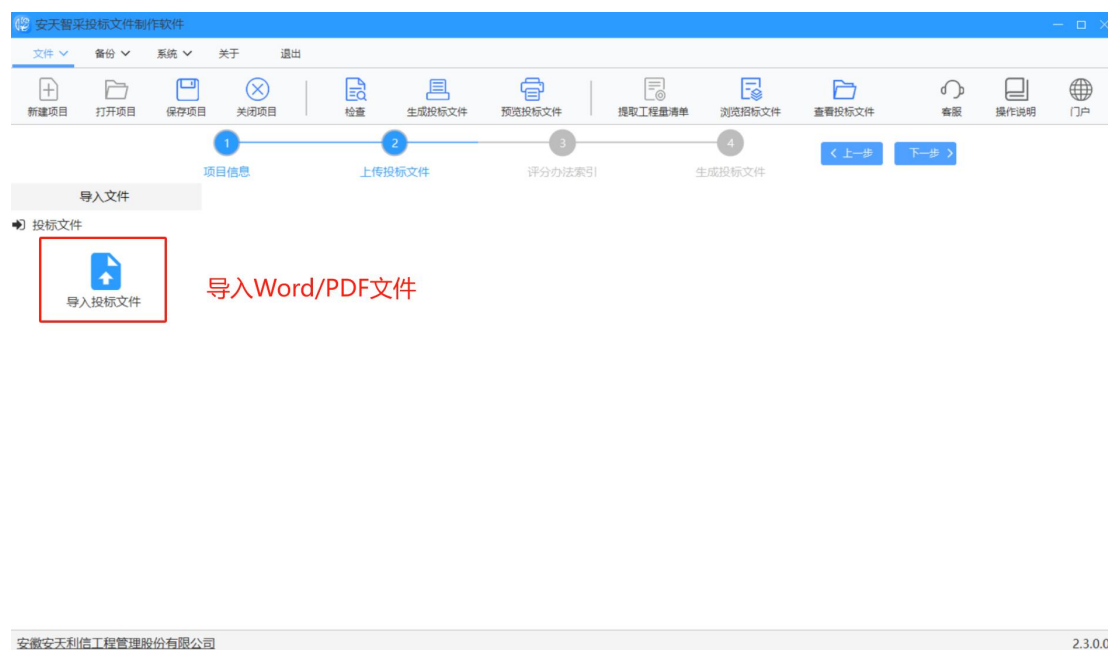 安天智采投标文件制作软件
文件 备份 系统 关于 退出
新建项目 打开项目 保存项目 关闭项目 检查 生成投标文件 预览投标文件 提取工程量清单 浏览招标文件 查看投标文件 客服 操作说明 门户
1 2 3 4 上一步 下一步
项目信息 上传投标文件 评分办法索引 生成投标文件
导入文件
投标文件
导入投标文件
导入Word/PDF文件
安徽安天利信工程管理股份有限公司 2.3.0.0